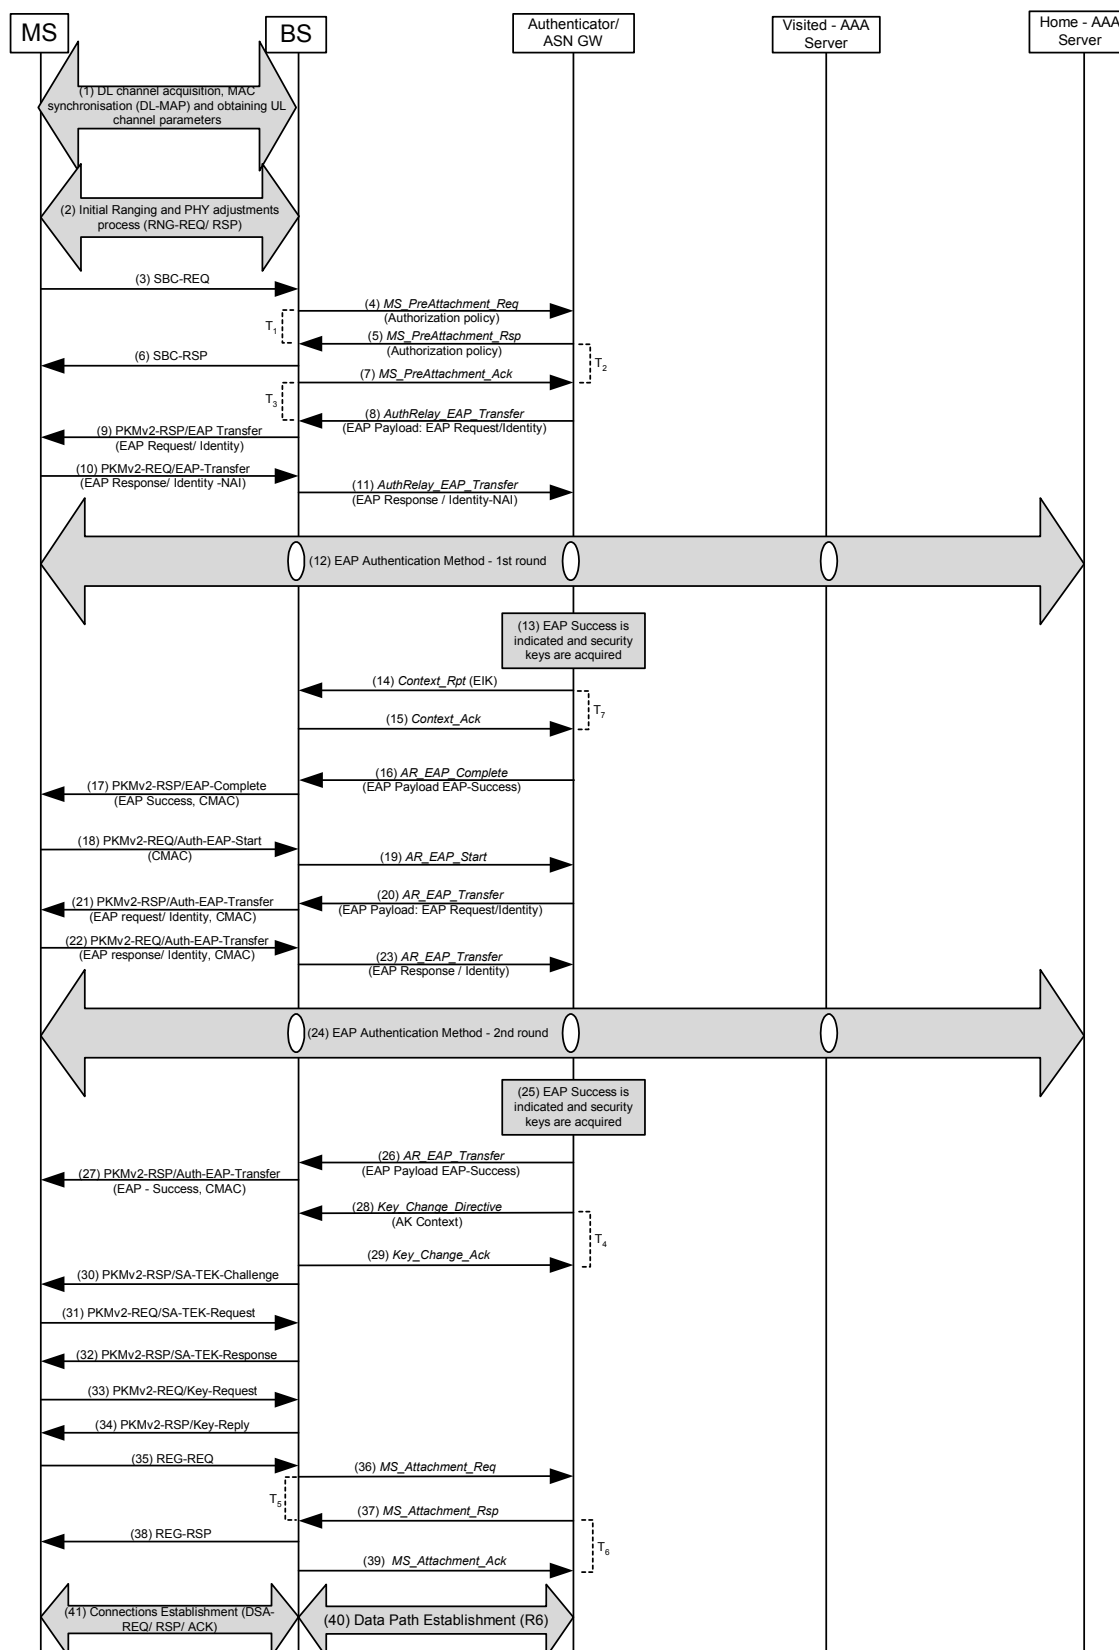 MS
BS
Authenticator/
ASN GW
Visited - AAA
Server
Home - AAA
Server
(1) DL channel acquisition, MAC
synchronisation (DL-MAP) and obtaining UL
channel parameters
(2) Initial Ranging and PHY adjustments
process (RNG-REQ/ RSP)
(3) SBC-REQ
(4) MS_PreAttachment_Req
(Authorization policy)
T1
(5) MS_PreAttachment_Rsp
(Authorization policy)
T2
(6) SBC-RSP
(7) MS_PreAttachment_Ack
T3
(8) AuthRelay_EAP_Transfer
(EAP Payload: EAP Request/Identity)
(9) PKMv2-RSP/EAP Transfer
(EAP Request/ Identity)
(10) PKMv2-REQ/EAP-Transfer
(EAP Response/ Identity -NAI)
(11) AuthRelay_EAP_Transfer
(EAP Response / Identity-NAI)
(12) EAP Authentication Method - 1st round
(13) EAP Success is
indicated and security
keys are acquired
(14) Context_Rpt (EIK)
T7
(15) Context_Ack
(16) AR_EAP_Complete
(EAP Payload EAP-Success)
(17) PKMv2-RSP/EAP-Complete
(EAP Success, CMAC)
(18) PKMv2-REQ/Auth-EAP-Start
(CMAC)
(19) AR_EAP_Start
(20) AR_EAP_Transfer
(EAP Payload: EAP Request/Identity)
(21) PKMv2-RSP/Auth-EAP-Transfer
(EAP request/ Identity, CMAC)
(22) PKMv2-REQ/Auth-EAP-Transfer
(EAP response/ Identity, CMAC)
(23) AR_EAP_Transfer
(EAP Response / Identity)
(24) EAP Authentication Method - 2nd round
(25) EAP Success is
indicated and security
keys are acquired
(26) AR_EAP_Transfer
(EAP Payload EAP-Success)
(27) PKMv2-RSP/Auth-EAP-Transfer
(EAP - Success, CMAC)
(28) Key_Change_Directive
(AK Context)
T4
(29) Key_Change_Ack
(30) PKMv2-RSP/SA-TEK-Challenge
(31) PKMv2-REQ/SA-TEK-Request
(32) PKMv2-RSP/SA-TEK-Response
(33) PKMv2-REQ/Key-Request
(34) PKMv2-RSP/Key-Reply
(35) REG-REQ
(36) MS_Attachment_Req
T5
(37) MS_Attachment_Rsp
(38) REG-RSP
T6
(39) MS_Attachment_Ack
(41) Connections Establishment (DSA-
REQ/ RSP/ ACK)
(40) Data Path Establishment (R6)